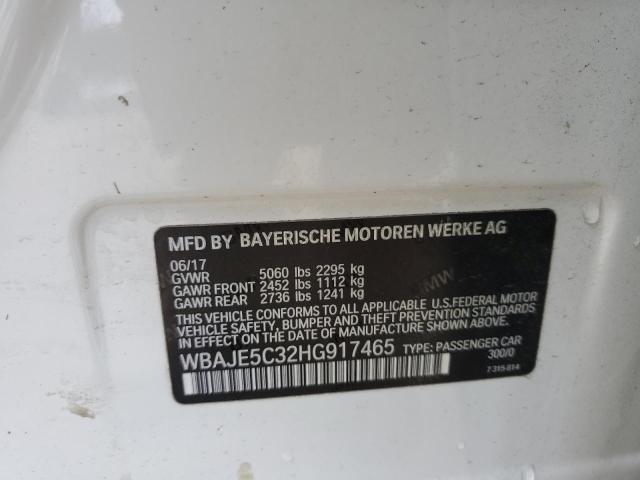 MFD BY BAYERISCHE MOTOREN WERKE AG
06/17
GVWR 5060 lbs 2295 kg
GAWR FRONT 2452 lbs 1112 kg
GAWR REAR 2736 lbs 1241 kg
THIS VEHICLE CONFORMS TO ALL APPLICABLE U.S.FEDERAL MOTOR
VEHICLE SAFETY, BUMPER AND THEFT PREVENTION STANDARDS
IN EFFECT ON THE DATE OF MANUFACTURE SHOWN ABOVE.
WBAJE5C32HG917465 TYPE: PASSENGER CAR
300/0
7 315 814